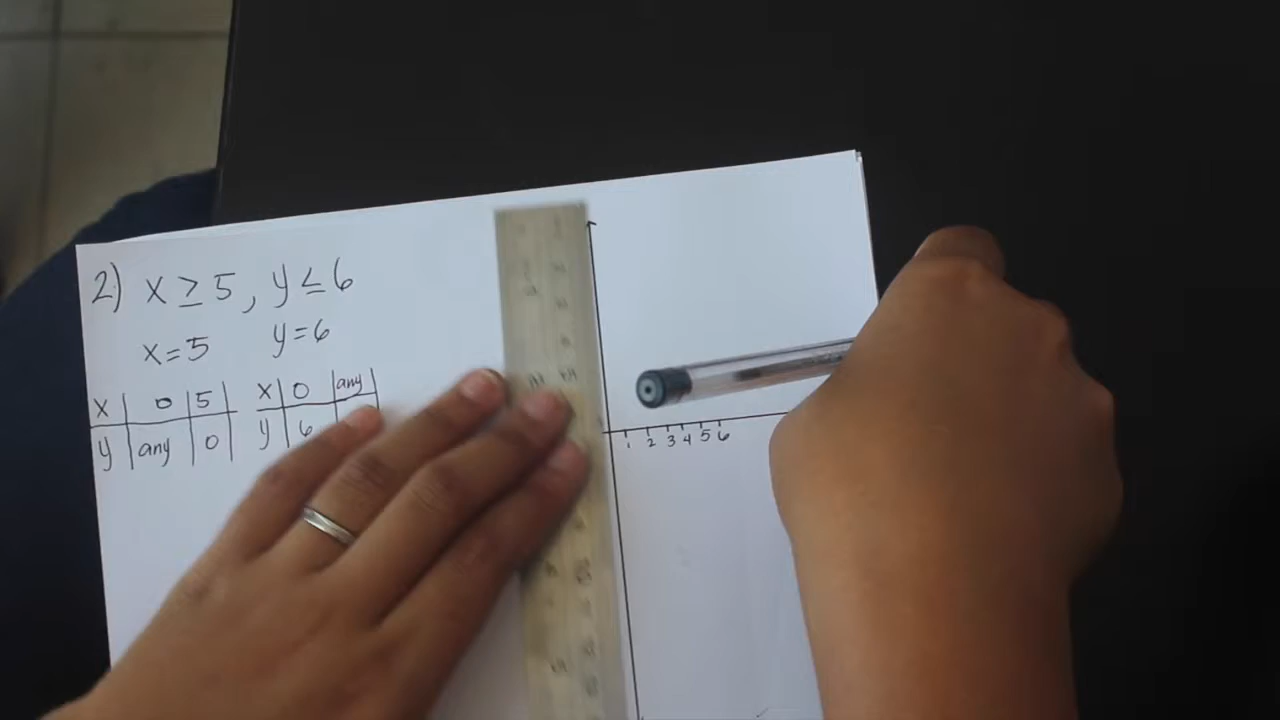 2) x ≥ 5, y ≤ 6
x = 5 y = 6
x | 0 | 5 |
y | any | 0 |
x | 0 | any |
y | 6
1 2 3 4 5 6